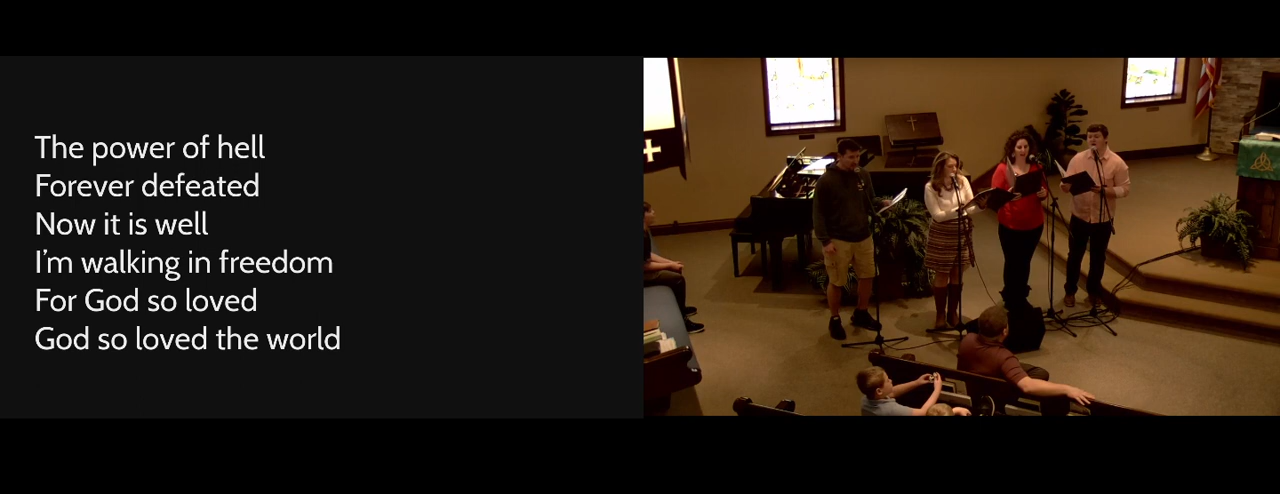 The power of hell
Forever defeated
Now it is well
I'm walking in freedom
For God so loved
God so loved the world